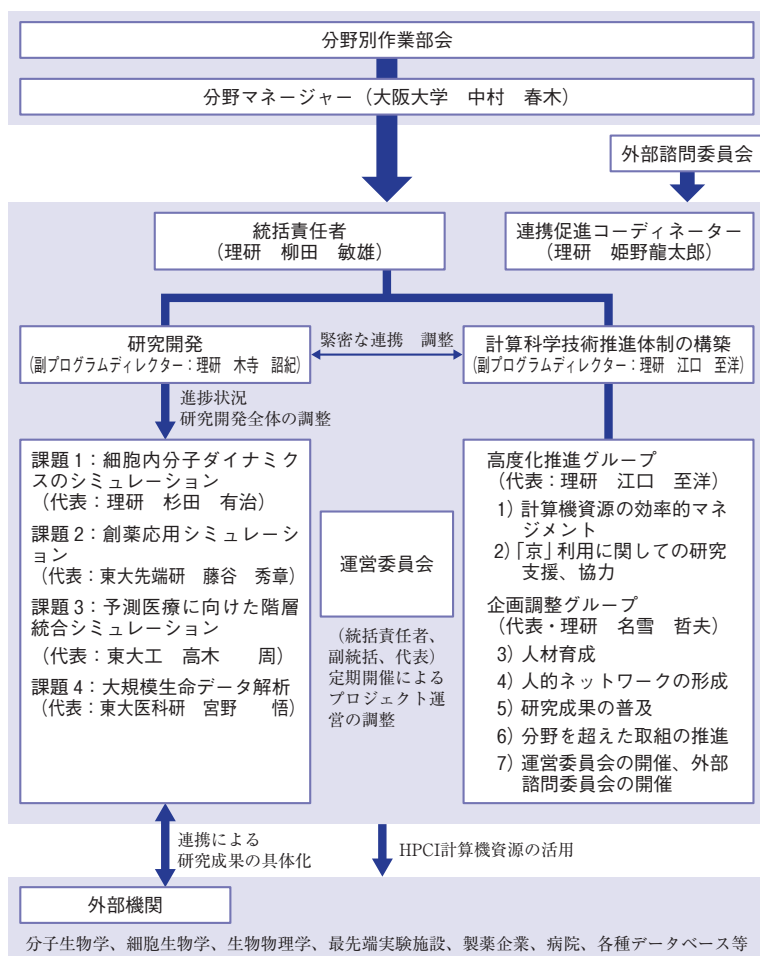 分野別作業部会
分野マネージャー（大阪大学　中村　春木）
外部諮問委員会
統括責任者
（理研　柳田　敏雄）
連携促進コーディネーター
（理研　姫野龍太郎）
研究開発
（副プログラムディレクター：理研　木寺　詔紀）
緊密な連携　調整
計算科学技術推進体制の構築
（副プログラムディレクター：理研　江口　至洋）
進捗状況
研究開発全体の調整
課題1：細胞内分子ダイナミク
スのシミュレーション
（代表：理研　杉田　有治）
課題2：創薬応用シミュレーシ
ョン
（代表：東大先端研　藤谷　秀章）
課題3：予測医療に向けた階層
統合シミュレーション
（代表：東大工　高木　　周）
課題4：大規模生命データ解析
（代表：東大医科研　宮野　　悟）
運営委員会
（統括責任者、
副統括、代表）
定期開催による
プロジェクト運
営の調整
高度化推進グループ
（代表：理研　江口　至洋）
1）計算機資源の効率的マネ
ジメント
2）「京」利用に関しての研究
支援、協力
企画調整グループ
（代表・理研　名雪　哲夫）
3）人材育成
4）人的ネットワークの形成
5）研究成果の普及
6）分野を超えた取組の推進
7）運営委員会の開催、外部
諮問委員会の開催
連携による
研究成果の具体化
HPCI計算機資源の活用
外部機関
分子生物学、細胞生物学、生物物理学、最先端実験施設、製薬企業、病院、各種データベース等